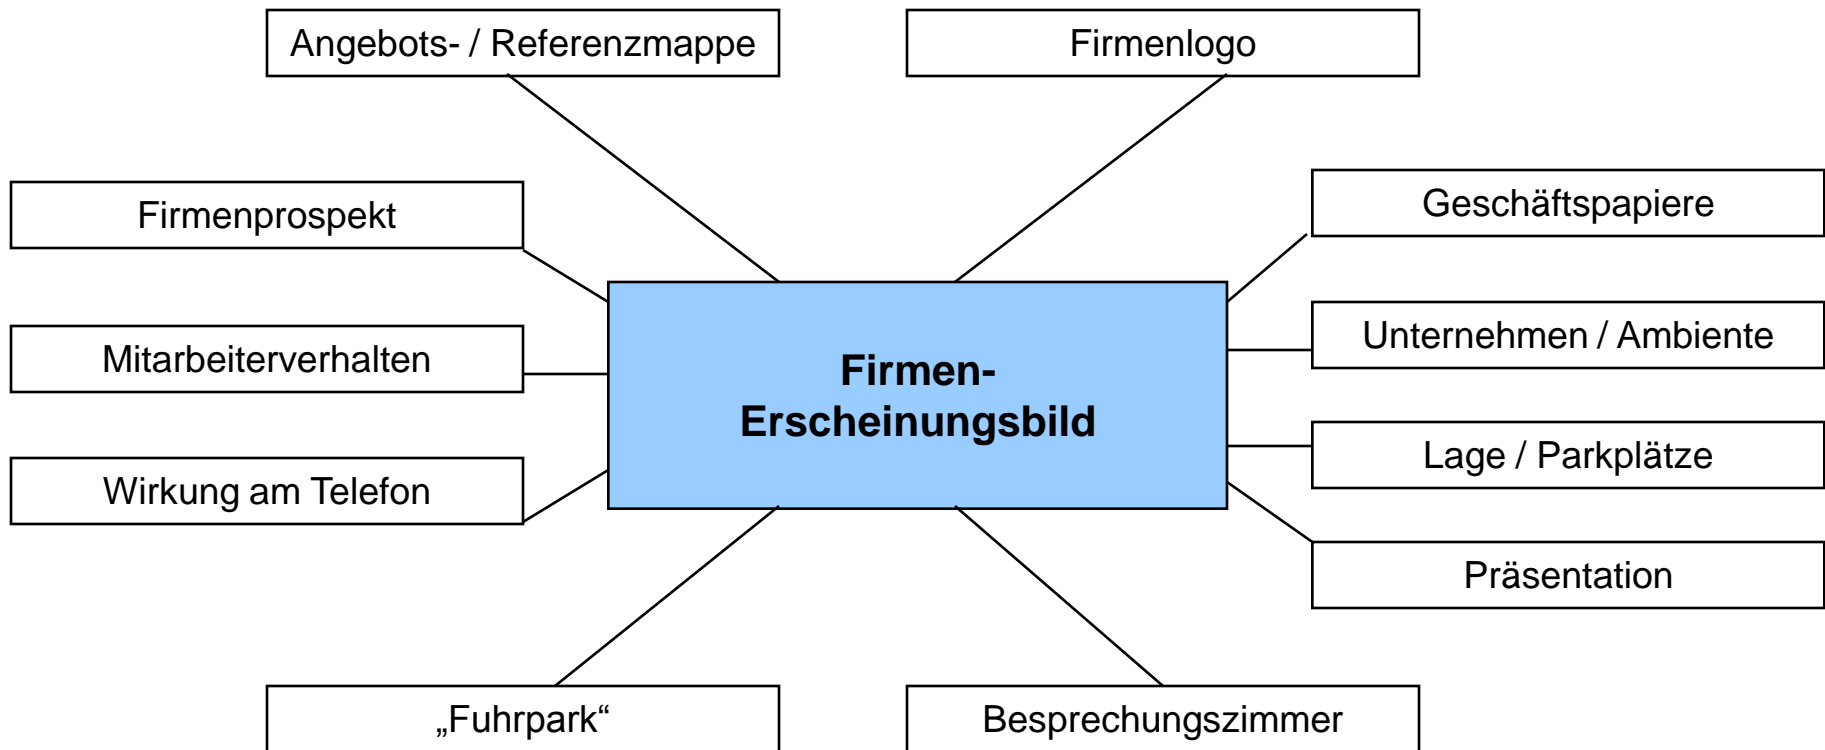 Angebots- / Referenzmappe
Firmenlogo
Firmenprospekt
Geschäftspapiere
Mitarbeiterverhalten
Unternehmen / Ambiente
Firmen-
Erscheinungsbild
Wirkung am Telefon
Lage / Parkplätze
Präsentation
„Fuhrpark“
Besprechungszimmer